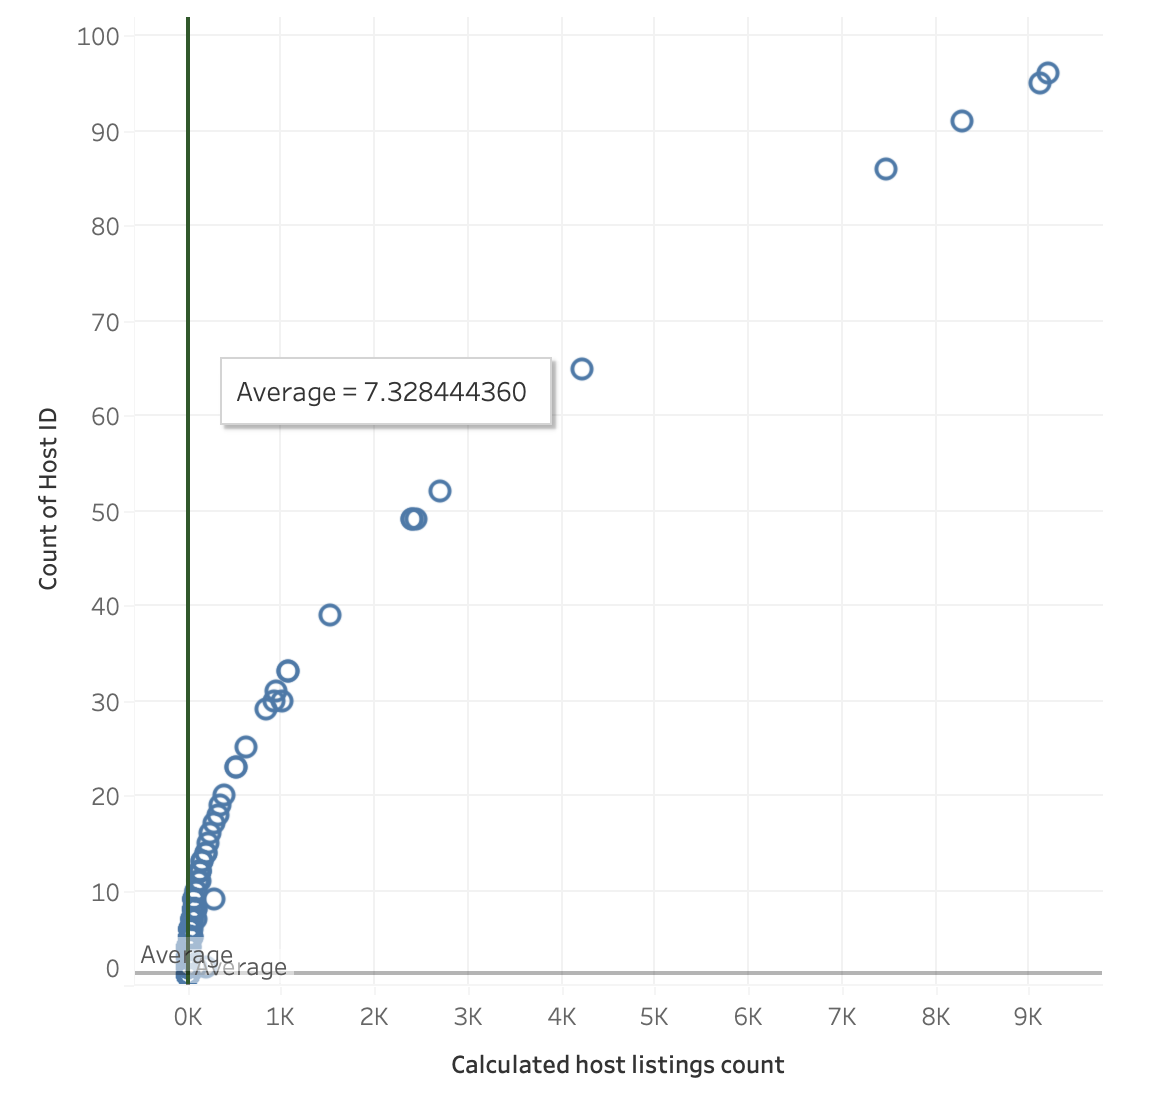 100
90
80
70
Average = 7.328444360
60
Count of Host ID
50
40
30
20
10
Average
Average
0
0K 1K 2K 3K 4K 5K 6K 7K 8K 9K
Calculated host listings count